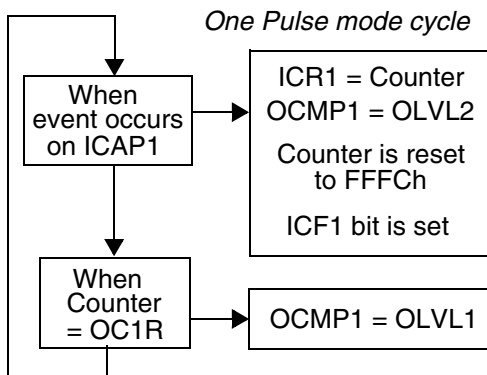 One Pulse mode cycle
When
event occurs
on ICAP1
ICR1 = Counter
OCMP1 = OLVL2
Counter is reset
to FFFCh
ICF1 bit is set
When
Counter
= OC1R
OCMP1 = OLVL1